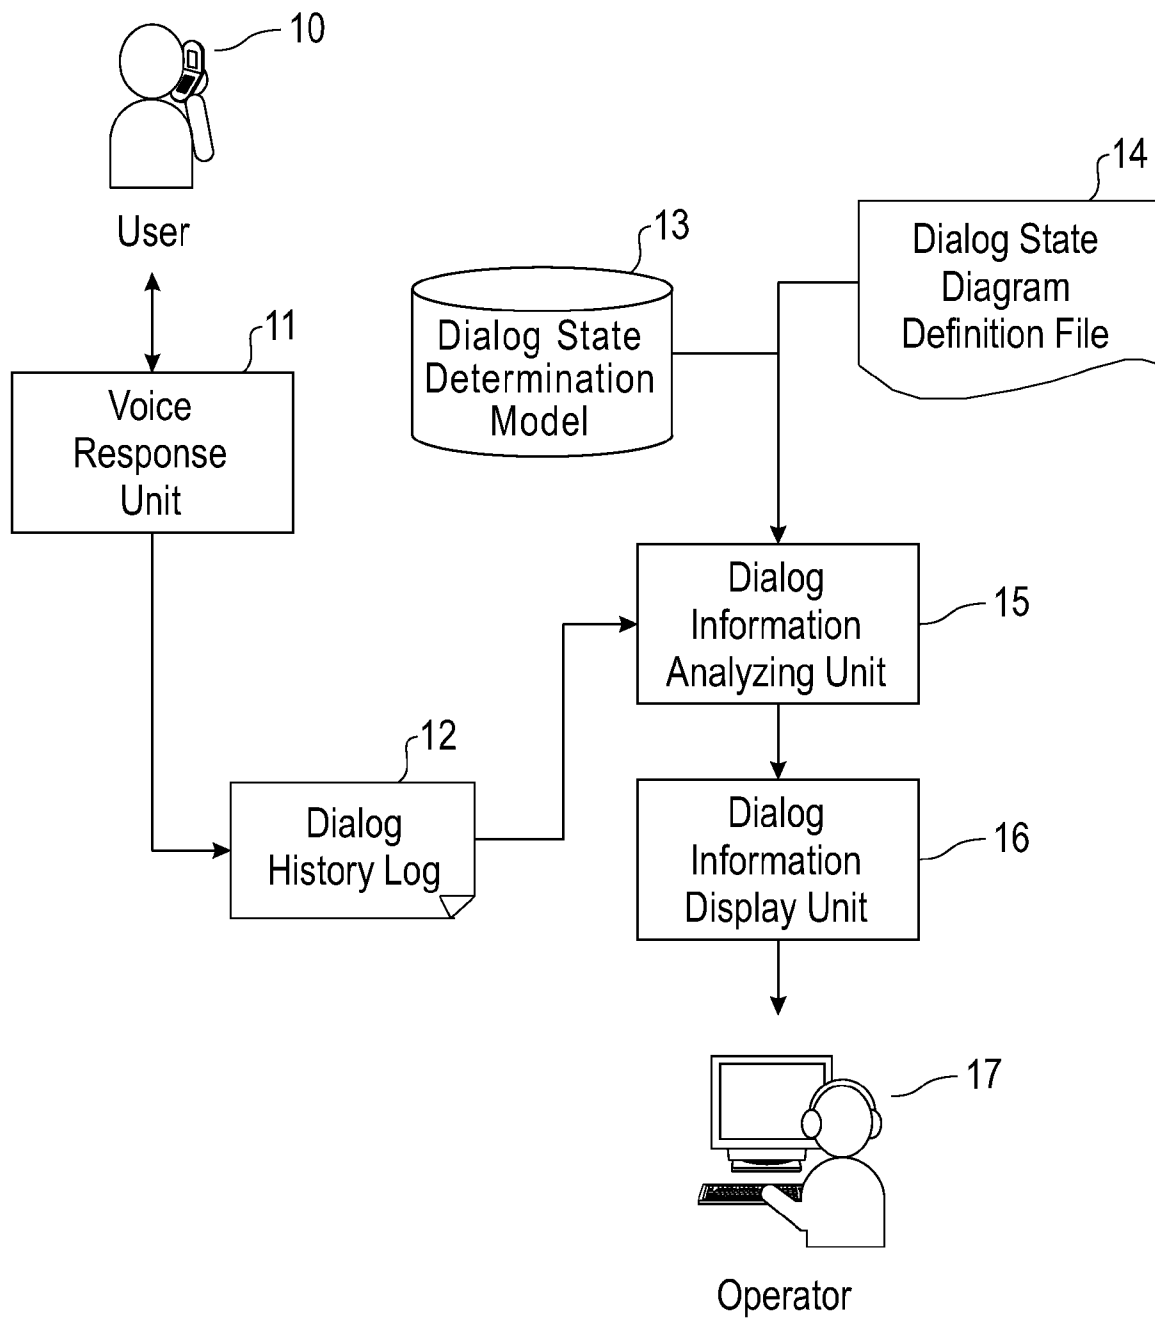 10
User
11
Voice
Response
Unit
13
Dialog State
Determination
Model
14
Dialog State
Diagram
Definition File
12
Dialog
History Log
15
Dialog
Information
Analyzing Unit
16
Dialog
Information
Display Unit
17
Operator